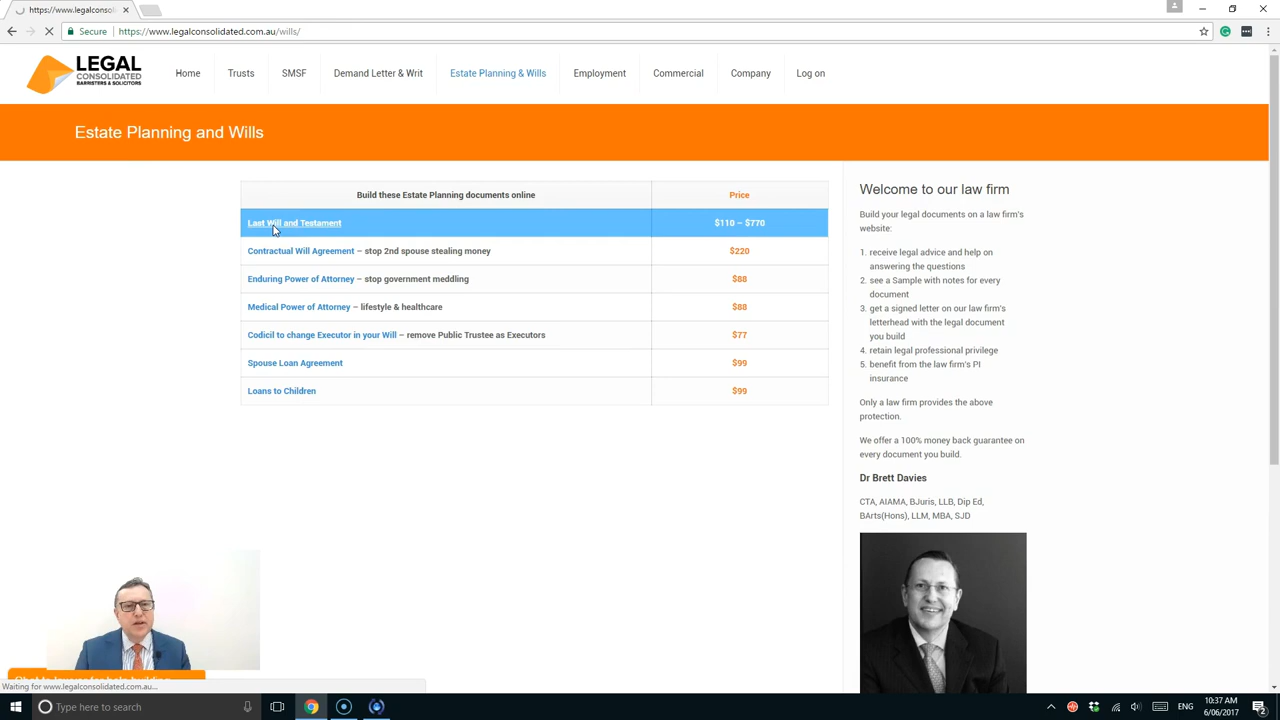 https://www.legalconsoli
Secure
https://www.legalconsolidated.com.au/wills/
LEGAL
CONSOLIDATED
BARRISTERS & SOLICITORS
Home
Trusts
SMSF
Demand Letter & Writ
Estate Planning & Wills
Employment
Commercial
Company
Log on
Estate Planning and Wills
Build these Estate Planning documents online Price
Last Will and Testament $110 – $770
Contractual Will Agreement – stop 2nd spouse stealing money $220
Enduring Power of Attorney – stop government meddling $88
Medical Power of Attorney – lifestyle & healthcare $88
Codicil to change Executor in your Will – remove Public Trustee as Executors $77
Spouse Loan Agreement $99
Loans to Children $99
Welcome to our law firm
Build your legal documents on a law firm's
website:
1. receive legal advice and help on
answering the questions
2. see a Sample with notes for every
document
3. get a signed letter on our law firm's
letterhead with the legal document
you build
4. retain legal professional privilege
5. benefit from the law firm's PI
insurance
Only a law firm provides the above
protection.
We offer a 100% money back guarantee on
every document you build.
Dr Brett Davies
CTA, AIAMA, BJuris, LLB, Dip Ed,
BArts(Hons), LLM, MBA, SJD
Waiting for www.legalconsolidated.com.au...
Type here to search
ENG
10:37 AM
6/06/2017
2